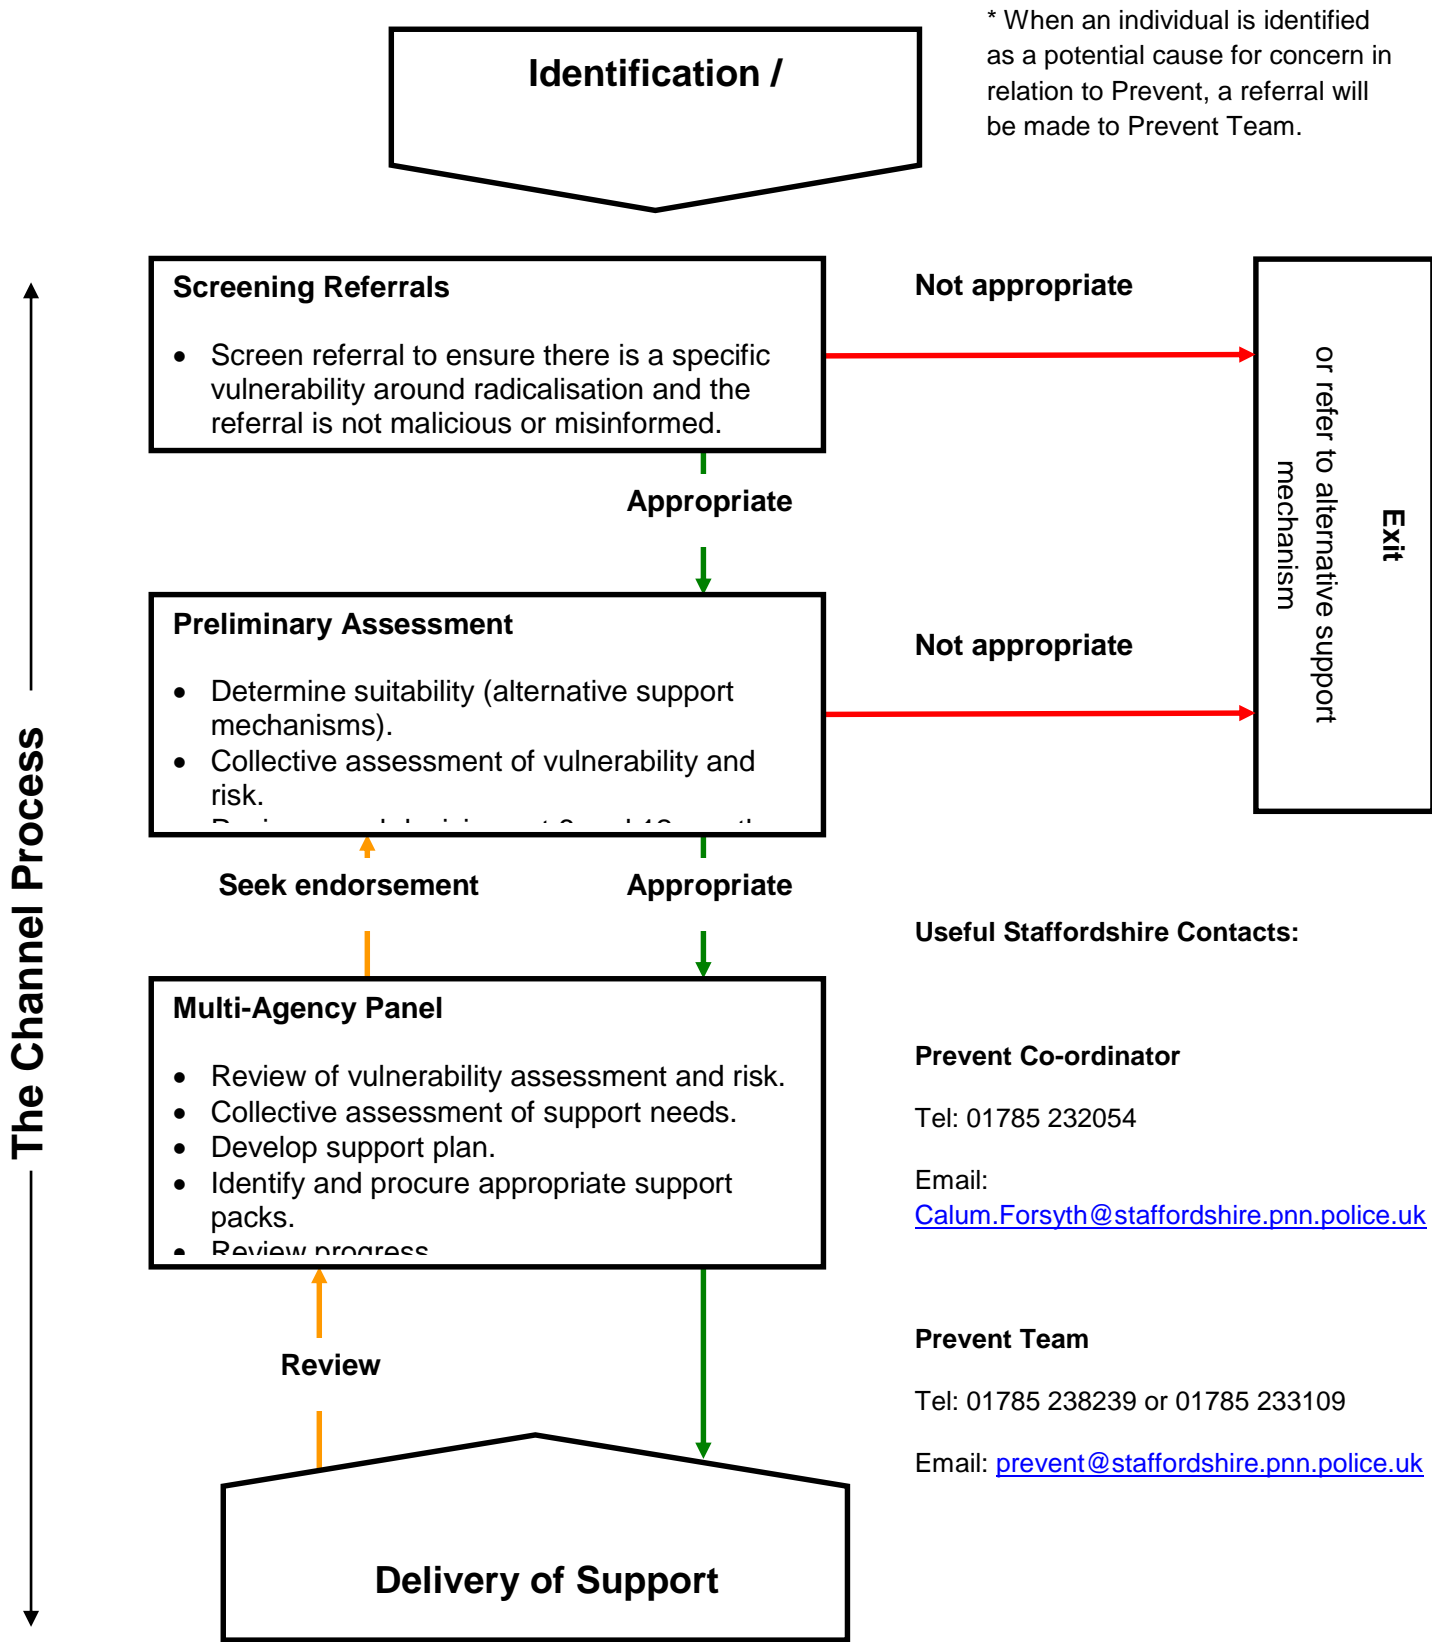 * When an individual is identified
as a potential cause for concern in
relation to Prevent, a referral will
be made to Prevent Team.
Identification /
The Channel Process
Screening Referrals
• Screen referral to ensure there is a specific
vulnerability around radicalisation and the
referral is not malicious or misinformed.
Not appropriate
Exit
or refer to alternative support
mechanism
Appropriate
Preliminary Assessment
• Determine suitability (alternative support
mechanisms).
• Collective assessment of vulnerability and
risk.
Not appropriate
Seek endorsement
Appropriate
Multi-Agency Panel
• Review of vulnerability assessment and risk.
• Collective assessment of support needs.
• Develop support plan.
• Identify and procure appropriate support
packs.
• Review progress
Review
Delivery of Support
Useful Staffordshire Contacts:
Prevent Co-ordinator
Tel: 01785 232054
Email:
Calum.Forsyth@staffordshire.pnn.police.uk
Prevent Team
Tel: 01785 238239 or 01785 233109
Email: prevent@staffordshire.pnn.police.uk